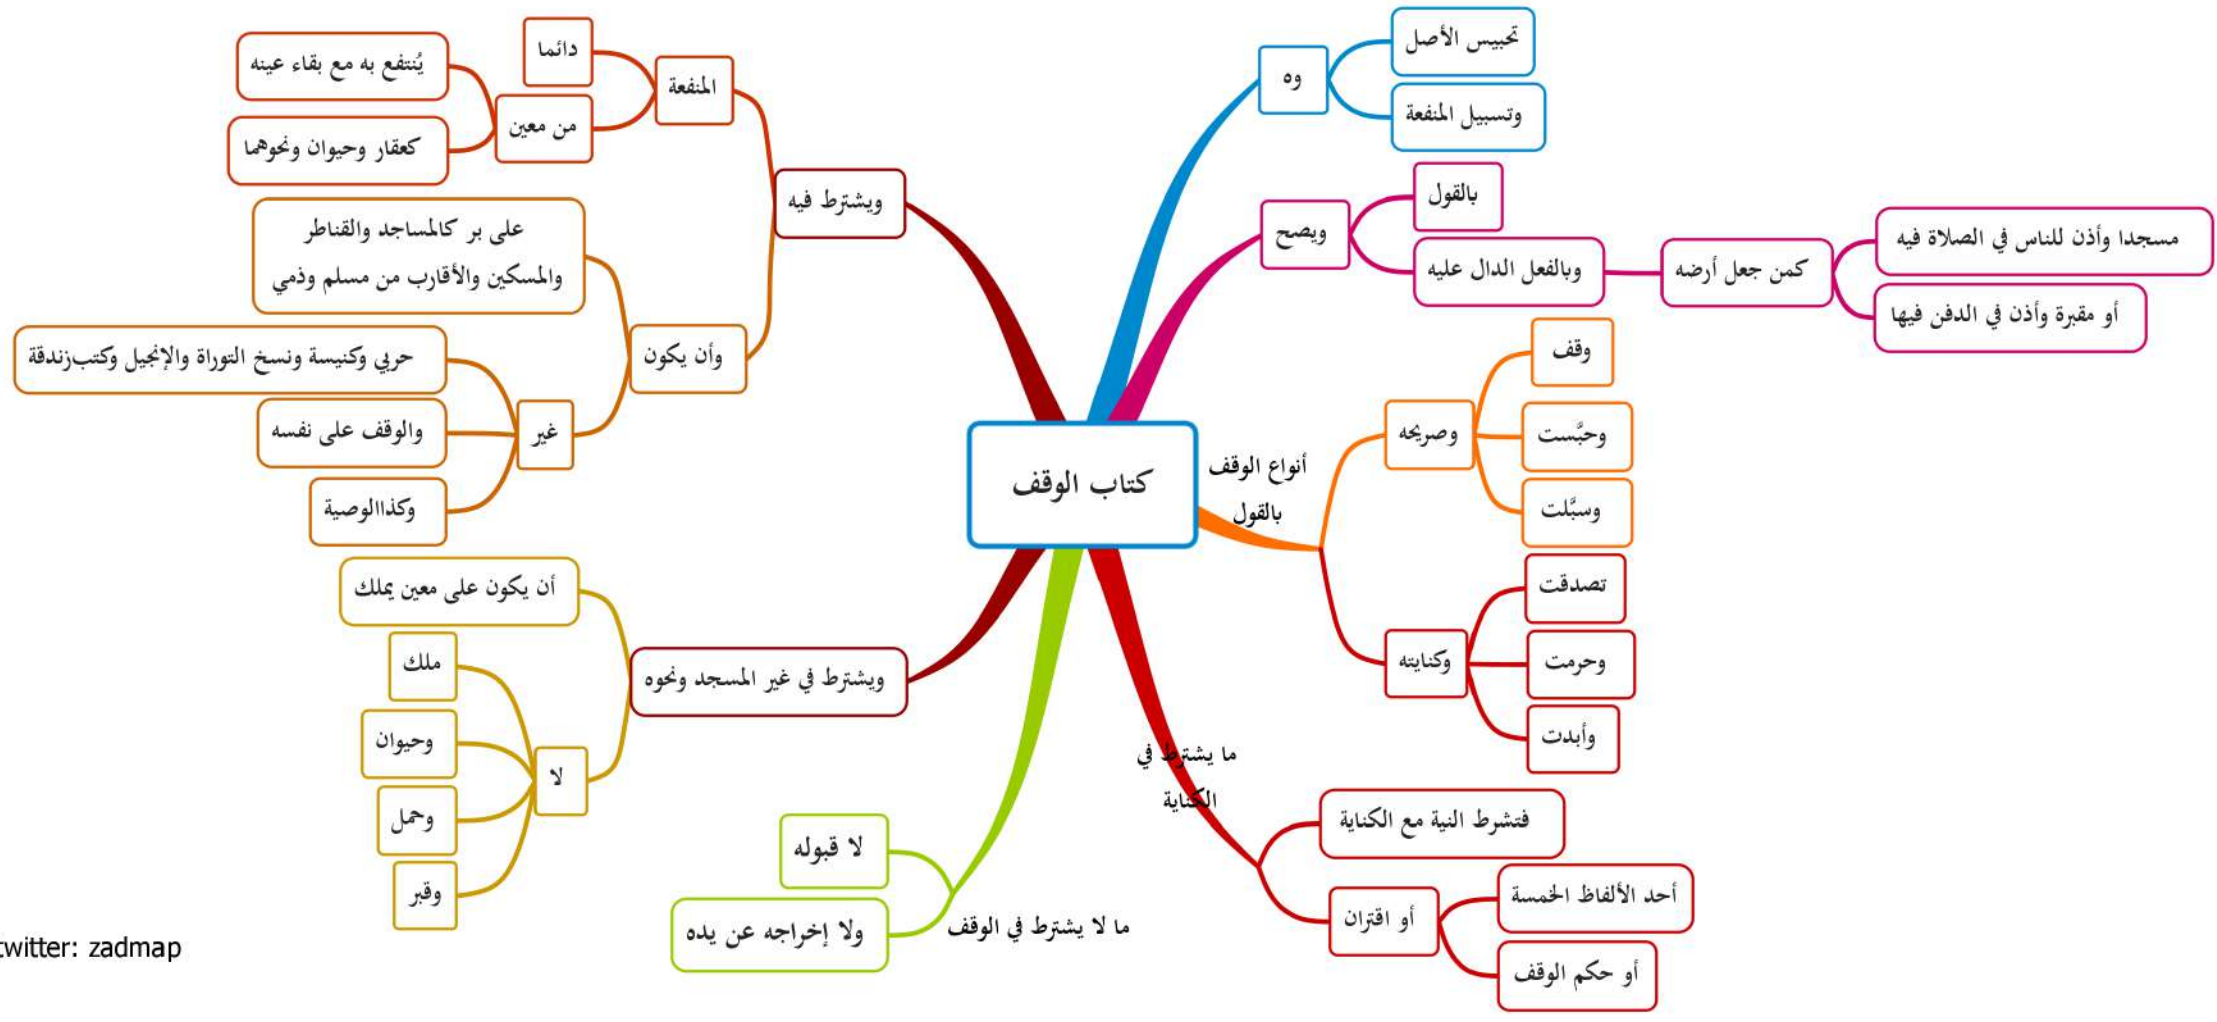 كتاب الوقف
وه
تحبيس الأصل
وتسبيل المنفعة
ويصح
بالقول
وبالفعل الدال عليه
كمن جعل أرضه
مسجدا وأذن للناس في الصلاة فيه
أو مقبرة وأذن في الدفن فيها
أنواع الوقف
بالقول
وصريحه
وقف
وحبَّست
وسبَّلت
وكنايته
تصدقت
وحرمت
وأبدت
ما يشترط في
الكناية
فتشرط النية مع الكناية
أو اقتران
أحد الألفاظ الخمسة
أو حكم الوقف
ويشترط فيه
المنفعة
دائما
من معين
يُنتفع به مع بقاء عينه
كعقار وحيوان ونحوهما
وأن يكون
على بر كالمساجد والقناطر
والمسكين والأقارب من مسلم وذمي
غير
حربي وكنيسة ونسخ التوراة والإنجيل وكتب‌زندقة
والوقف على نفسه
وكذاالوصية
ويشترط في غير المسجد ونحوه
أن يكون على معين يملك
لا
ملك
وحيوان
وحمل
وقبر
ما لا يشترط في الوقف
لا قبوله
ولا إخراجه عن يده
twitter: zadmap